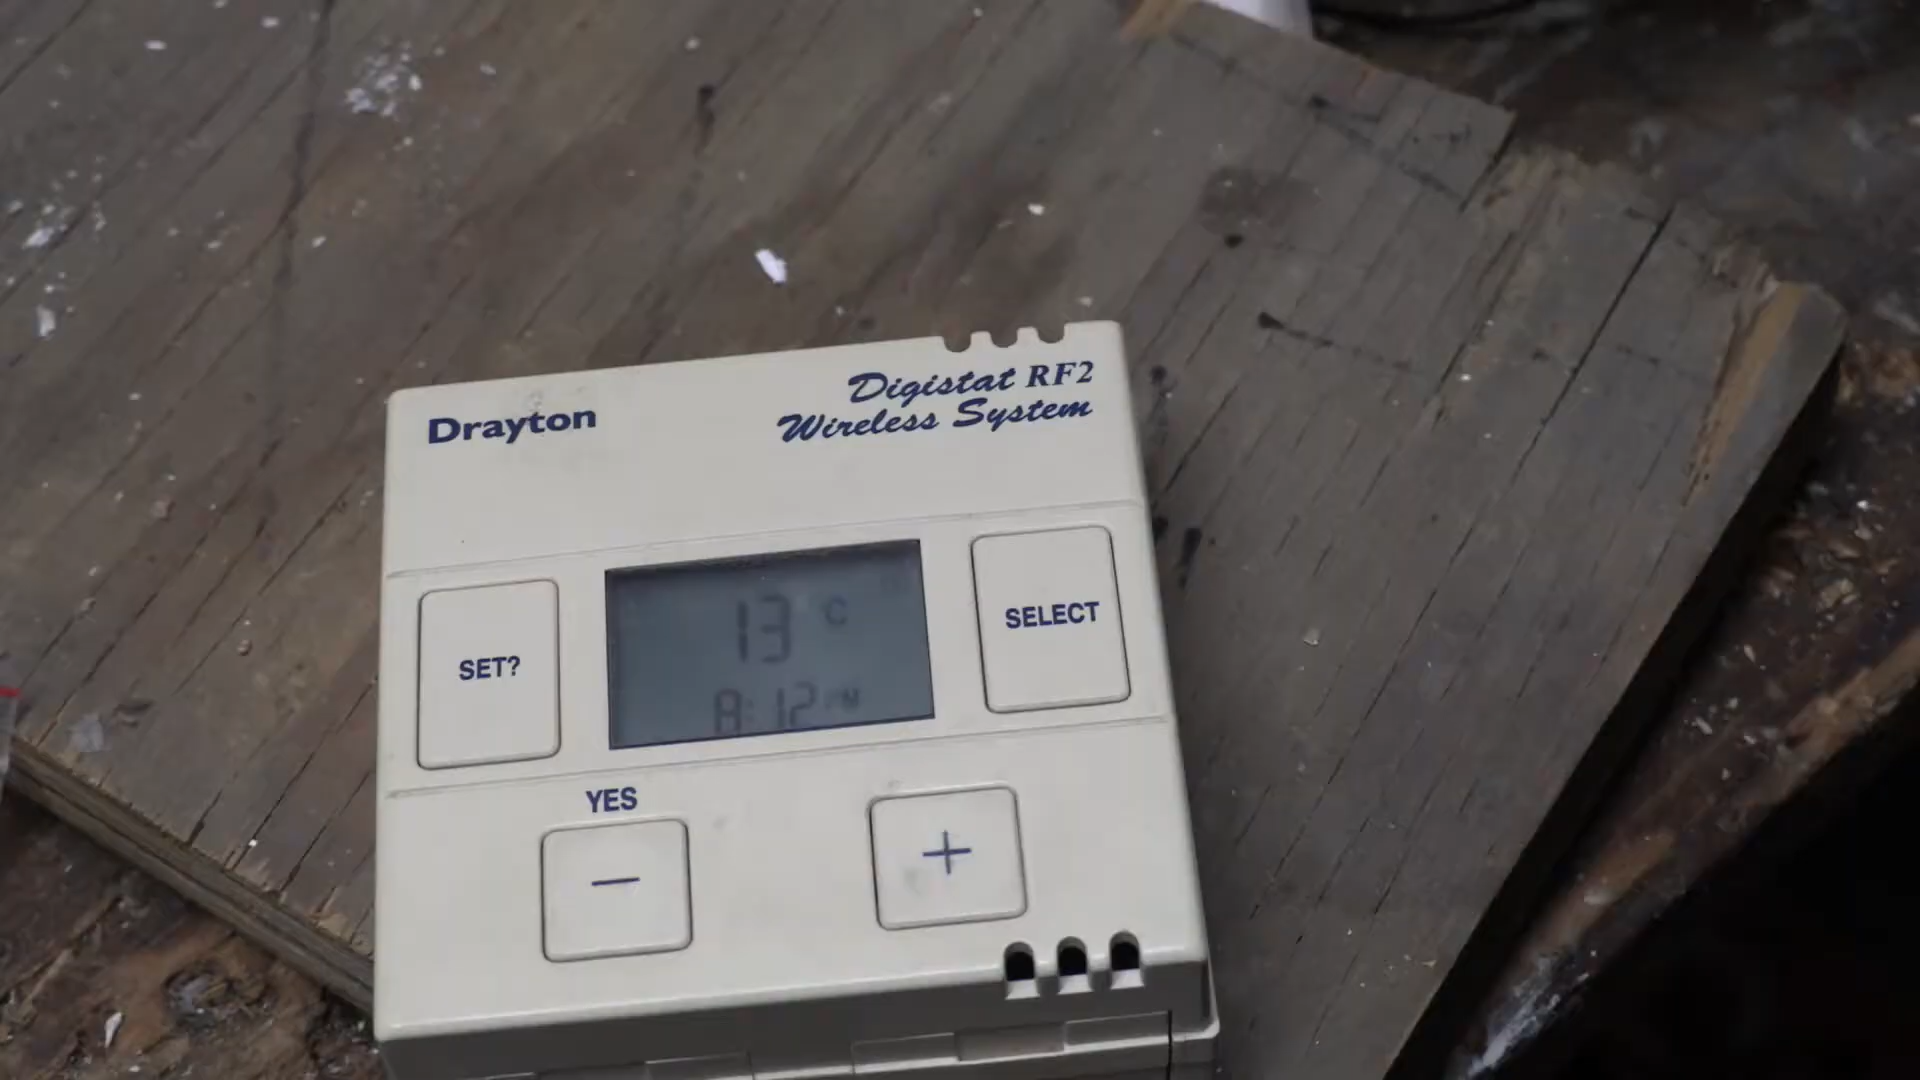 Drayton
Digistat RF2
Wireless System
SET?
13 C
SELECT
YES
−
+